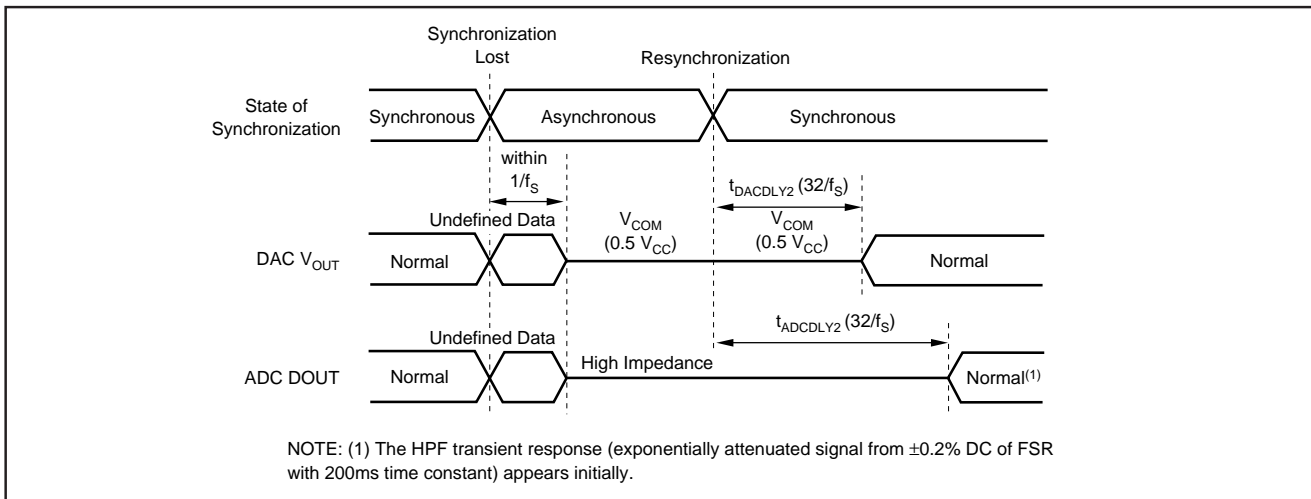 Synchronization
Lost
Resynchronization
State of
Synchronization
Synchronous
Asynchronous
Synchronous
within
1/fS
tDACDLY2 (32/fS)
Undefined Data
VCOM
(0.5 VCC)
VCOM
(0.5 VCC)
DAC VOUT
Normal
Normal
tADCDLY2 (32/fS)
Undefined Data
High Impedance
ADC DOUT
Normal
Normal(1)
NOTE: (1) The HPF transient response (exponentially attenuated signal from ±0.2% DC of FSR
with 200ms time constant) appears initially.